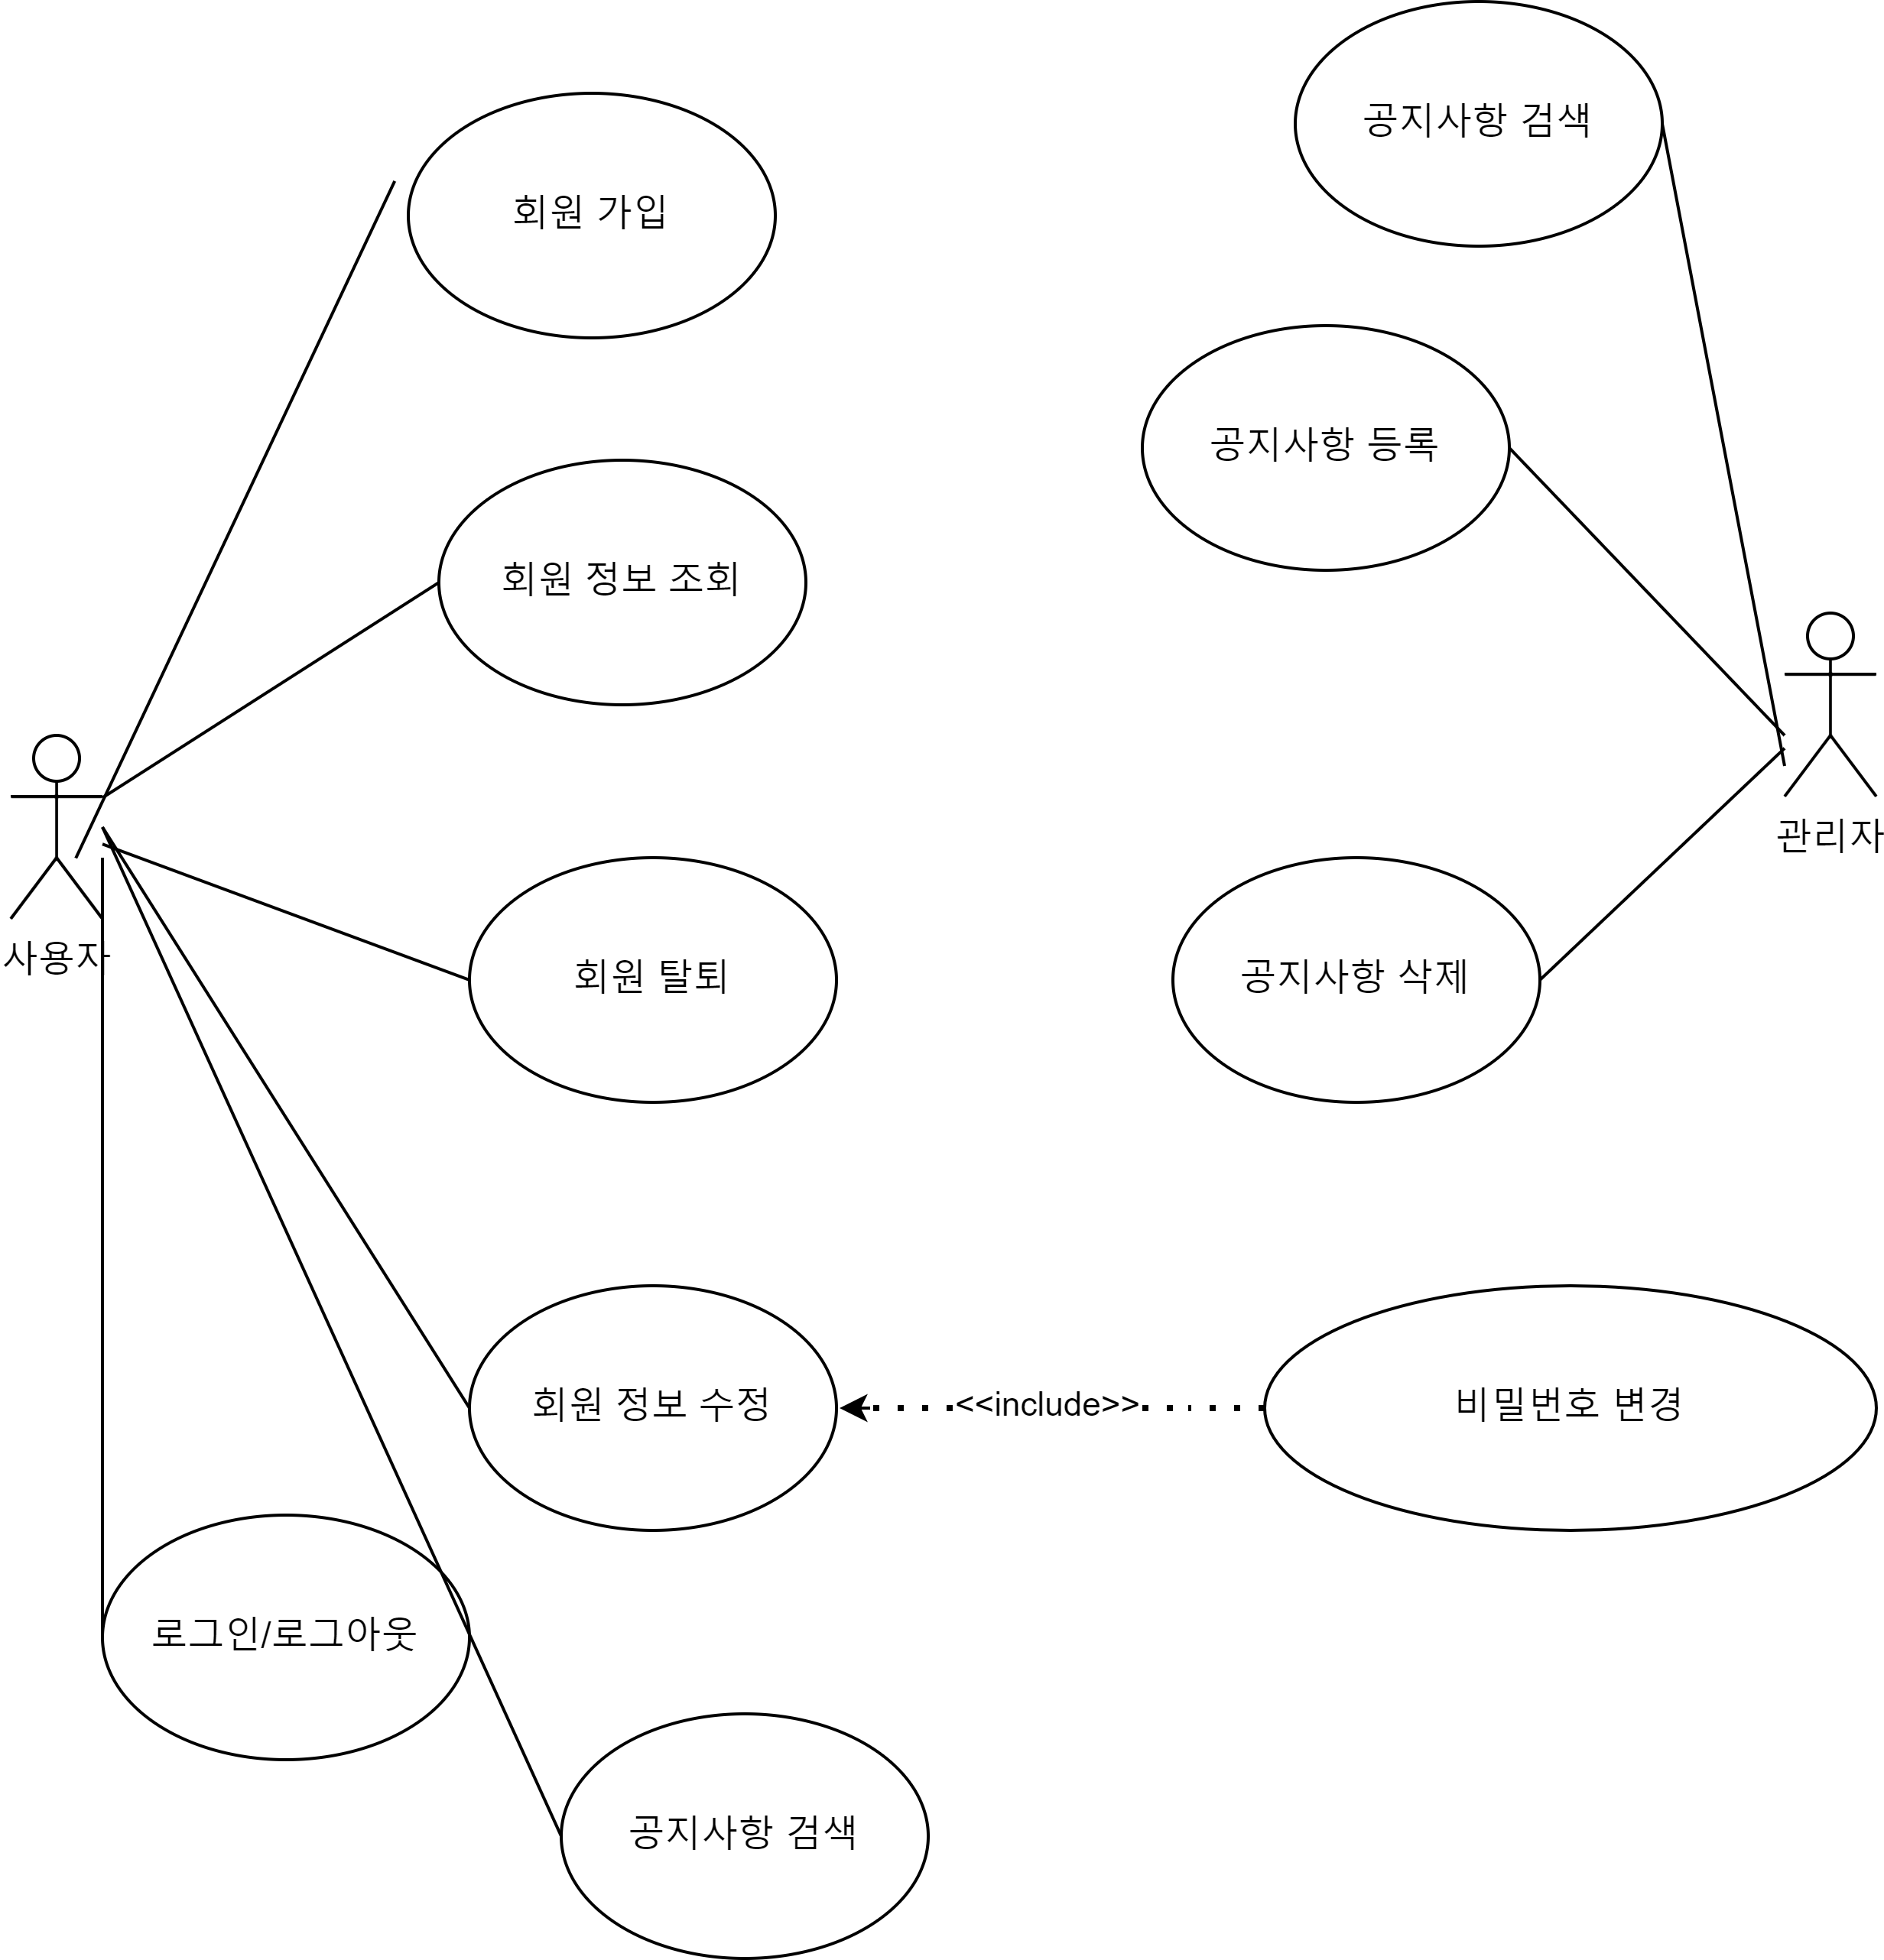 공지사항 검색
회원 가입
공지사항 등록
회원 정보 조회
관리자
사용자
회원 탈퇴
공지사항 삭제
회원 정보 수정
<<include>>
비밀번호 변경
로그인/로그아웃
공지사항 검색